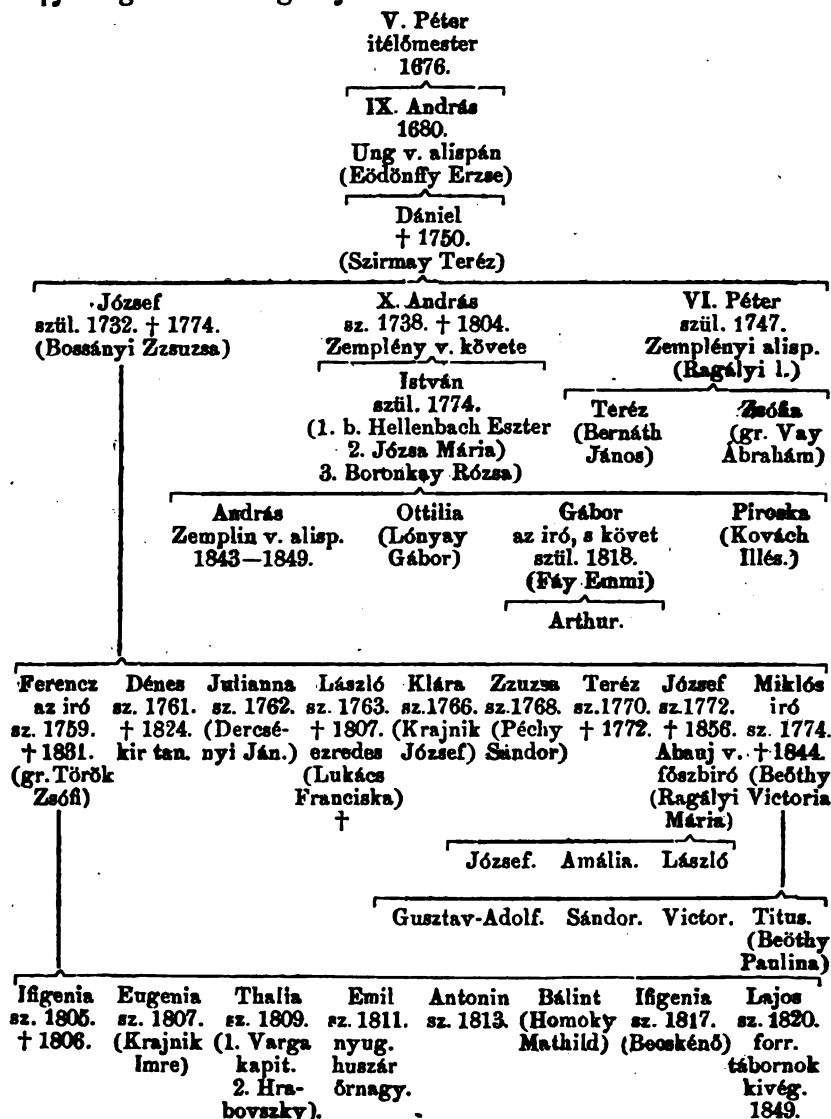 V. Péter
itélőmester
1676.
IX. András
1680.
Ung v. alispán
(Eödönffy Erzse)
Dániel
† 1750.
(Szirmay Teréz)
József
szül. 1732. † 1774.
(Bossányi Zzsuzsa)
X. András
sz. 1738. † 1804.
Zemplény v. követe
VI. Péter
szül. 1747.
Zemplényi alisp.
(Ragályi l.)
István
szül. 1774.
(1. b. Hellenbach Eszter
2. Józsa Mária)
3. Boronkay Rózsa)
Teréz
(Bernáth
János)
Zsófia
(gr. Vay
Ábrahám)
András
Zemplin v. alisp.
1843—1849.
Ottilia
(Lónyay
Gábor)
Gábor
az iró, s követ
szül. 1818.
(Fáy Emmi)
Piroska
(Kovách
Illés.)
Arthur.
Ferencz
az iró
sz. 1759.
† 1831.
(gr. Török
Zsófi)
Dénes
sz. 1761.
† 1824.
kir tan.
Julianna
sz. 1762.
(Dercsé-
nyi Ján.)
László
sz. 1763.
† 1807.
ezredes
(Lukács
Franciska)
†
Klára
sz. 1766.
(Krajnik
József)
Zzuzsa
sz. 1768.
(Péchy
Sándor)
Teréz
sz. 1770.
† 1772.
József
sz. 1772.
† 1856.
Abauj v.
főszbiró
(Ragályi
Mária)
Miklós
iró
sz. 1774.
† 1844.
(Beőthy
Victoria
József. Amália. László
Gusztav-Adolf. Sándor. Victor. Titus.
(Beöthy
Paulina)
Ifigenia
sz. 1805.
† 1806.
Eugenia
sz. 1807.
(Krajnik
Imre)
Thalia
sz. 1809.
(1. Varga
kapit.
2. Hra-
bovszky).
Emil
sz. 1811.
nyug.
huszár
őrnagy.
Antonin
sz. 1813.
Bálint
(Homoky
Mathild)
Ifigenia
sz. 1817.
(Becskénő)
Lajos
sz. 1820.
forr.
tábornok
kivég.
1849.